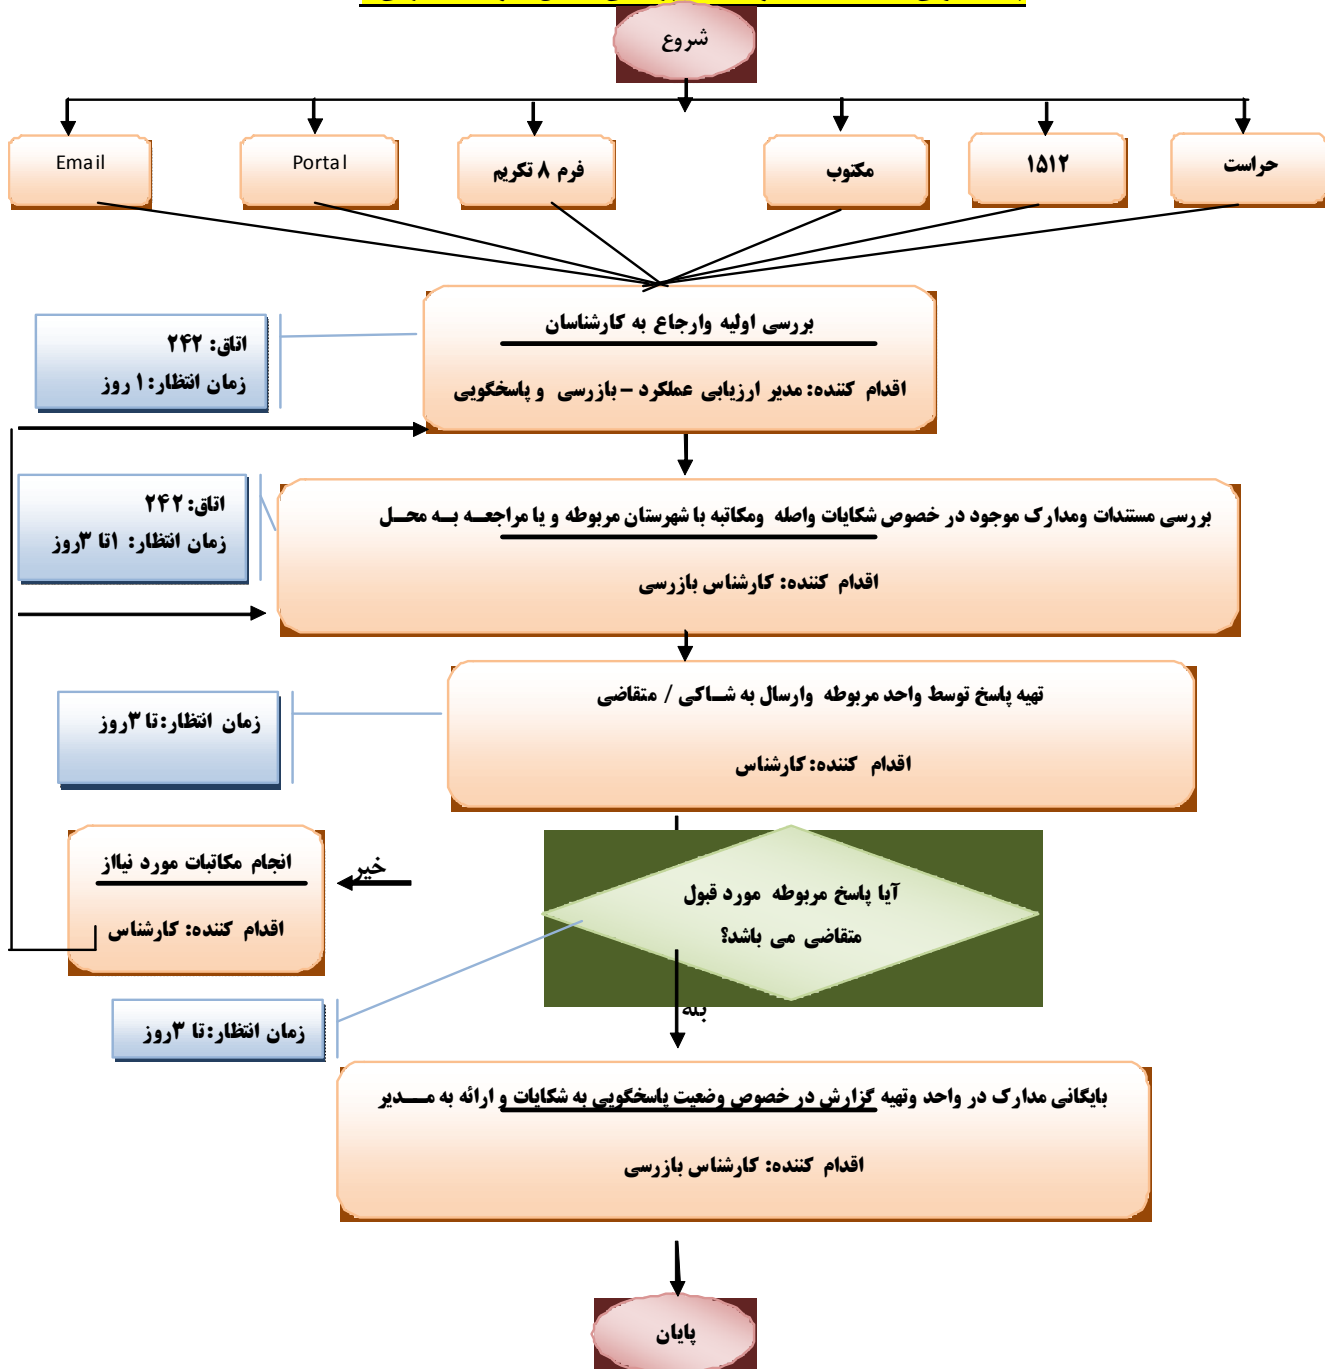 شروع
Email
Portal
فرم ۸ تکریم
مکتوب
۱۵۱۲
حراست
بررسی اولیه وارجاع به کارشناسان
اقدام کننده: مدیر ارزیابی عملکرد – بازرسی و پاسخگویی
اتاق: ۲۴۲
زمان انتظار: ۱ روز
بررسی مستندات ومدارک موجود در خصوص شکایات واصله ومکاتبه با شهرستان مربوطه و یا مراجعه به محل
اقدام کننده: کارشناس بازرسی
اتاق: ۲۴۲
زمان انتظار: ۱تا ۳روز
تهیه پاسخ توسط واحد مربوطه وارسال به شاکی / متقاضی
اقدام کننده: کارشناس
زمان انتظار: تا ۳روز
آیا پاسخ مربوطه مورد قبول
متقاضی می باشد؟
خیر
انجام مکاتبات مورد نیااز
اقدام کننده: کارشناس
زمان انتظار: تا ۳روز
بله
بایگانی مدارک در واحد وتهیه گزارش در خصوص وضعیت پاسخگویی به شکایات و ارائه به مدیر
اقدام کننده: کارشناس بازرسی
پایان